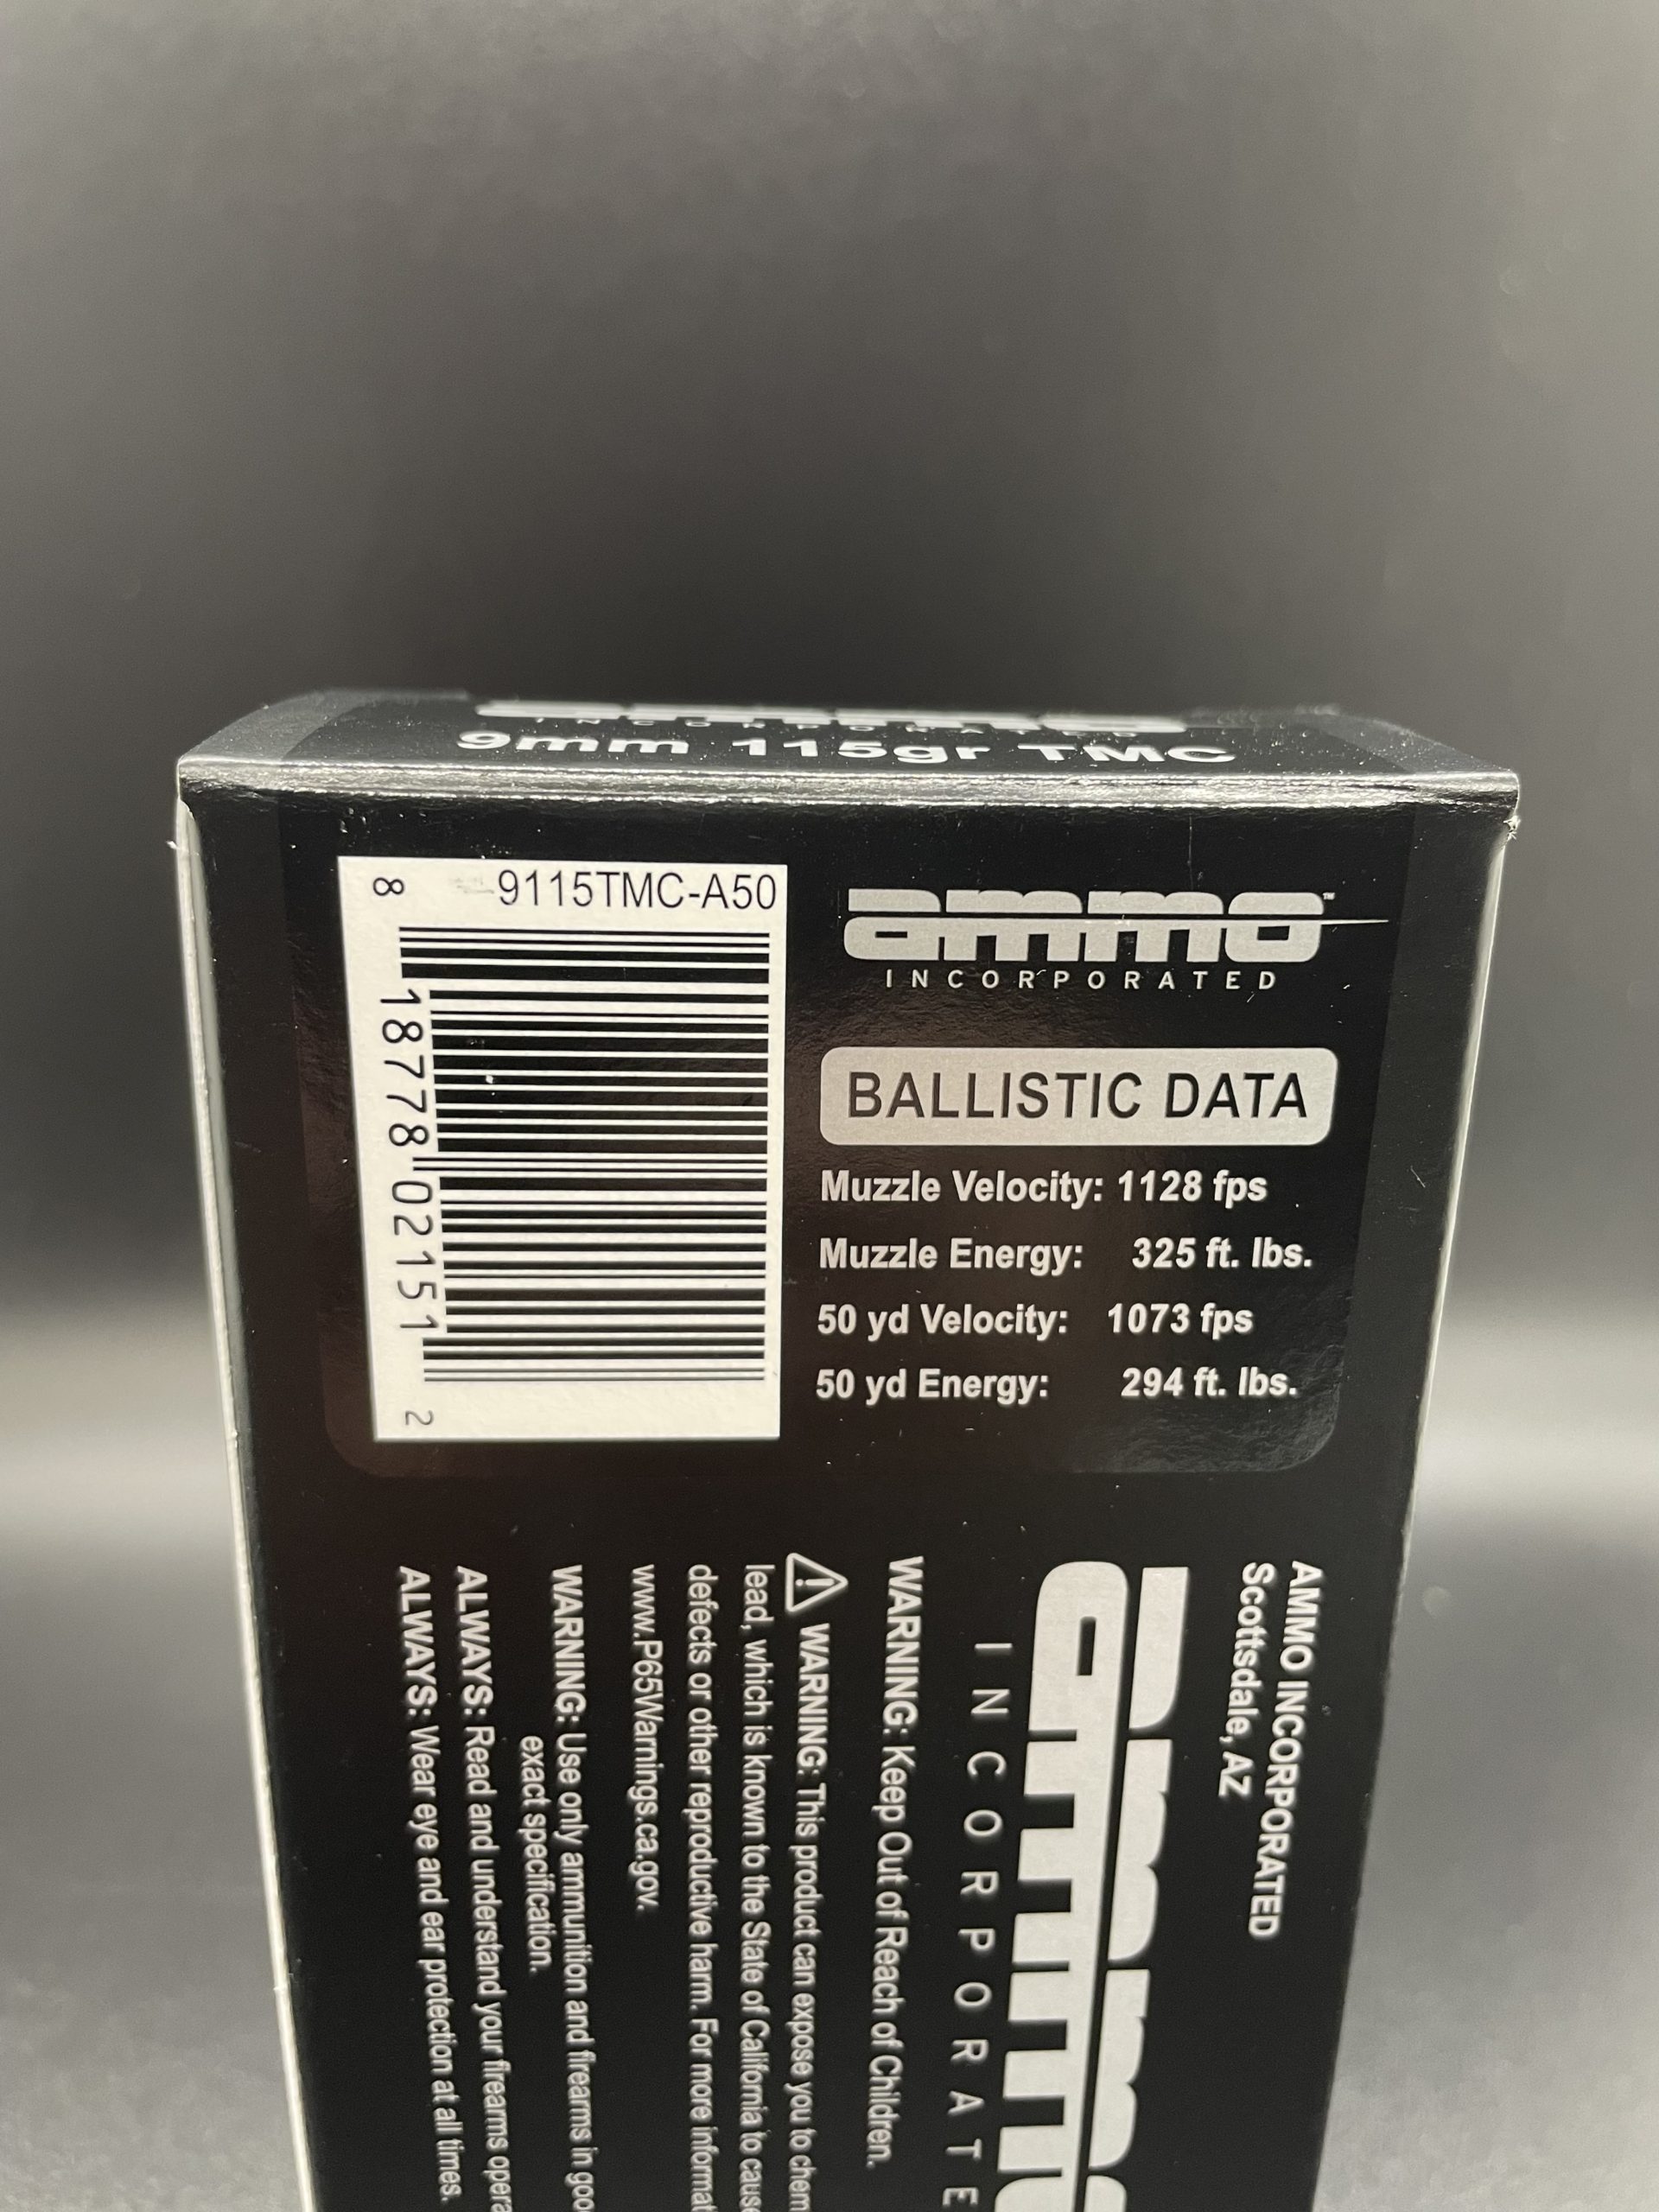 ammo
INCORPORATED
9mm 115gr TMC
9115TMC-A50
8 18778 02151 2
ammo™
INCORPORATED
BALLISTIC DATA
Muzzle Velocity: 1128 fps
Muzzle Energy: 325 ft. lbs.
50 yd Velocity: 1073 fps
50 yd Energy: 294 ft. lbs.
AMMO INCORPORATED
Scottsdale, AZ
ammo
INCORPORATE
WARNING: Keep Out of Reach of Children.
WARNING: This product can expose you to chem
lead, which is known to the State of California to cause
defects or other reproductive harm. For more informat
www.P65Warnings.ca.gov.
WARNING: Use only ammunition and firearms in goo
exact specification.
ALWAYS: Read and understand your firearms opera
ALWAYS: Wear eye and ear protection at all times.